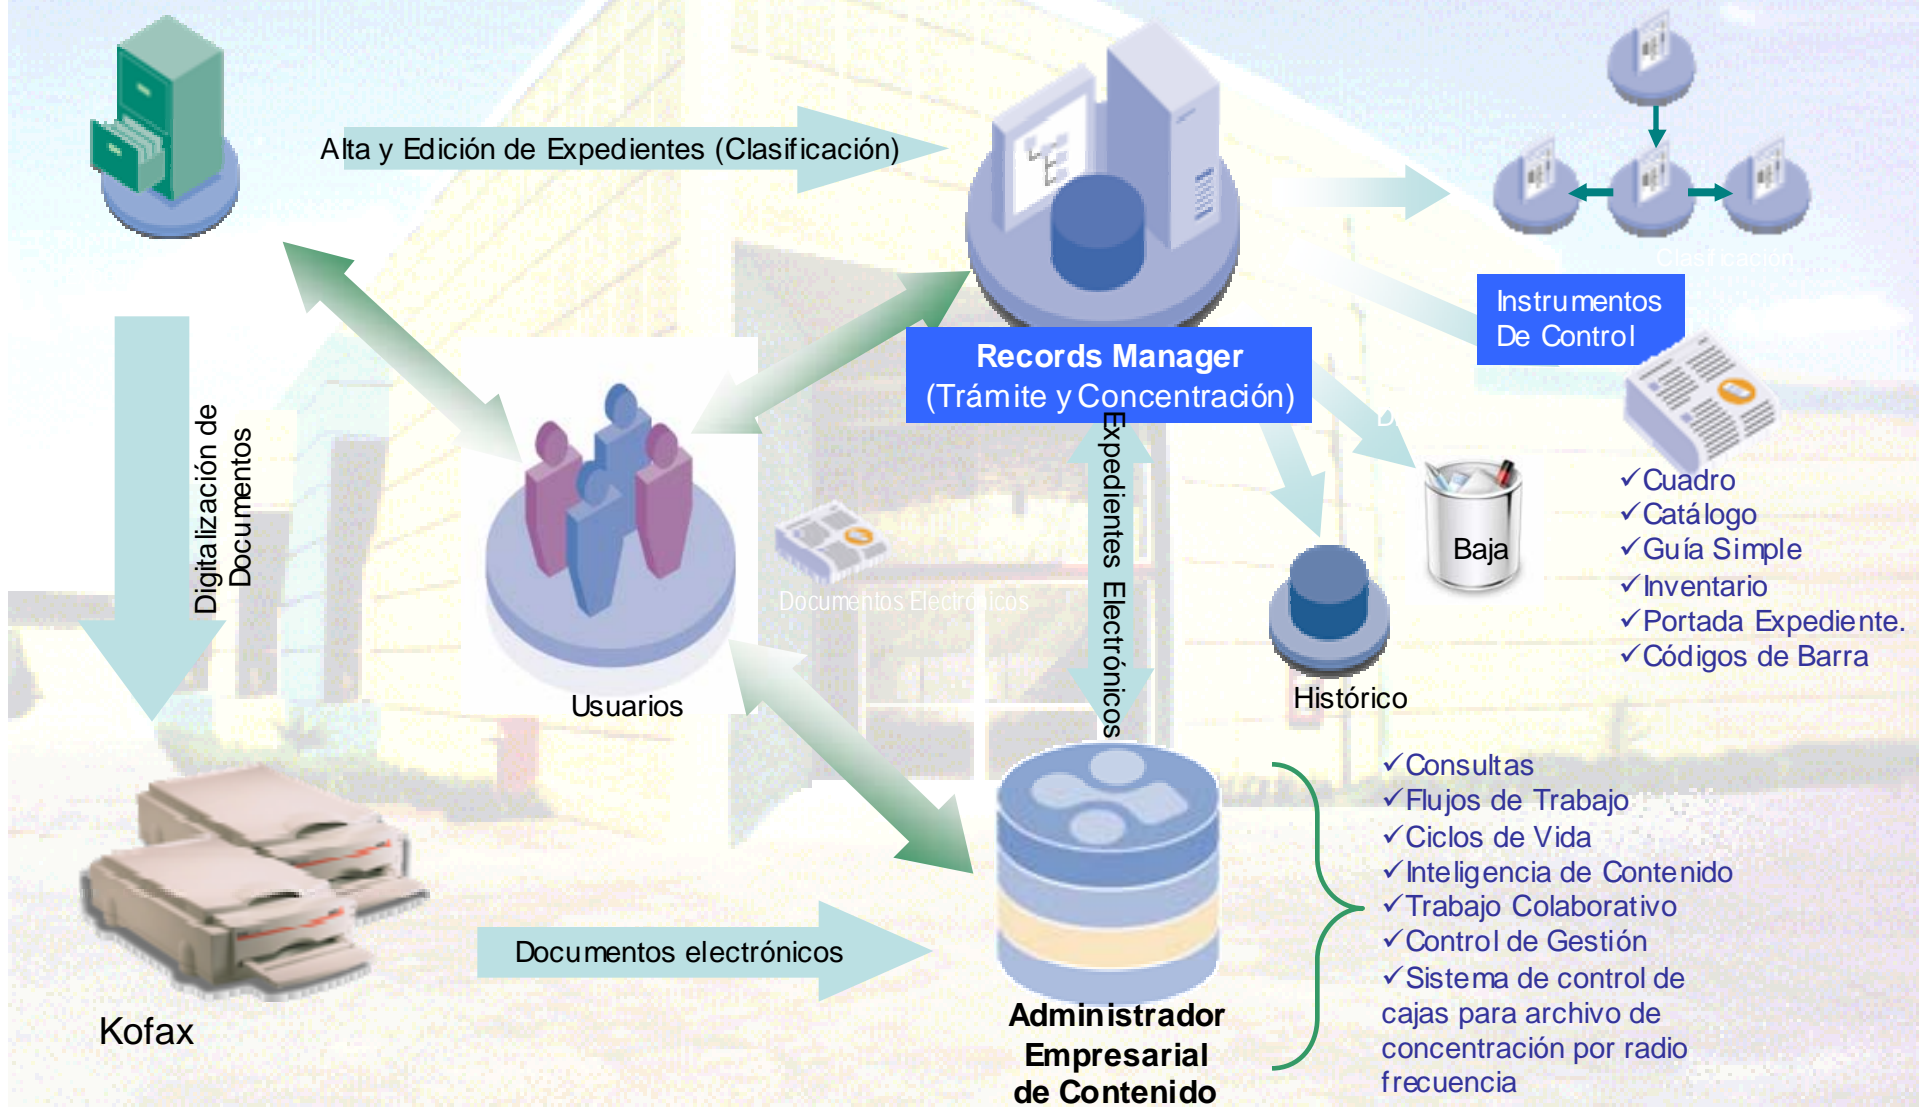 Alta y Edición de Expedientes (Clasificación)
Clasificación
Instrumentos
De Control
Records Manager
(Trámite y Concentración)
Digitalización de
Documentos
Expedientes Electrónicos
Documentos Electrónicos
Usuarios
Baja
Histórico
✓Cuadro
✓Catálogo
✓Guía Simple
✓Inventario
✓Portada Expediente.
✓Códigos de Barra
✓Consultas
✓Flujos de Trabajo
✓Ciclos de Vida
✓Inteligencia de Contenido
✓Trabajo Colaborativo
✓Control de Gestión
✓Sistema de control de
cajas para archivo de
concentración por radio
frecuencia
Documentos electrónicos
Kofax
Administrador
Empresarial
de Contenido